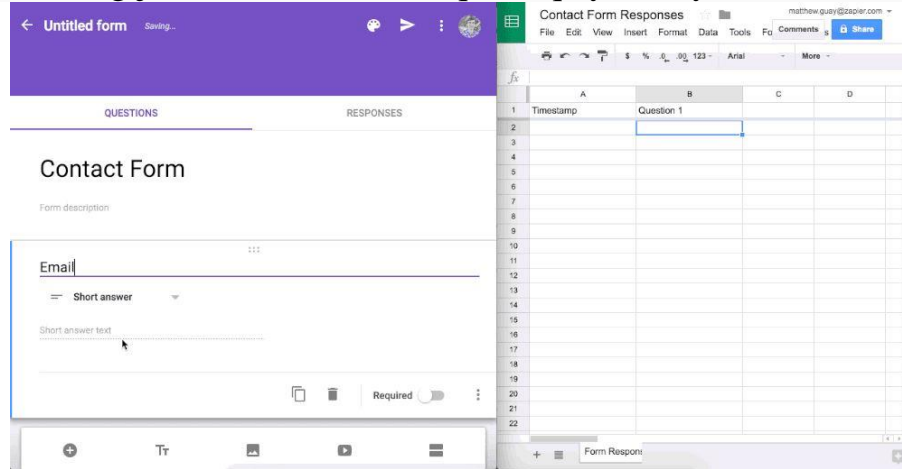 Untitled form Saving...
QUESTIONS RESPONSES
Contact Form
Form description
Email
Short answer
Short answer text
Required
Tт
Contact Form Responses
matthew.guay@zapier.com
File Edit View Insert Format Data Tools Fo
Comments
Share
$ % .0 .00 123 Arial More
fx
A B C D
1 Timestamp Question 1
2
3
4
5
6
7
8
9
10
11
12
13
14
15
16
17
18
19
20
21
22
Form Respons